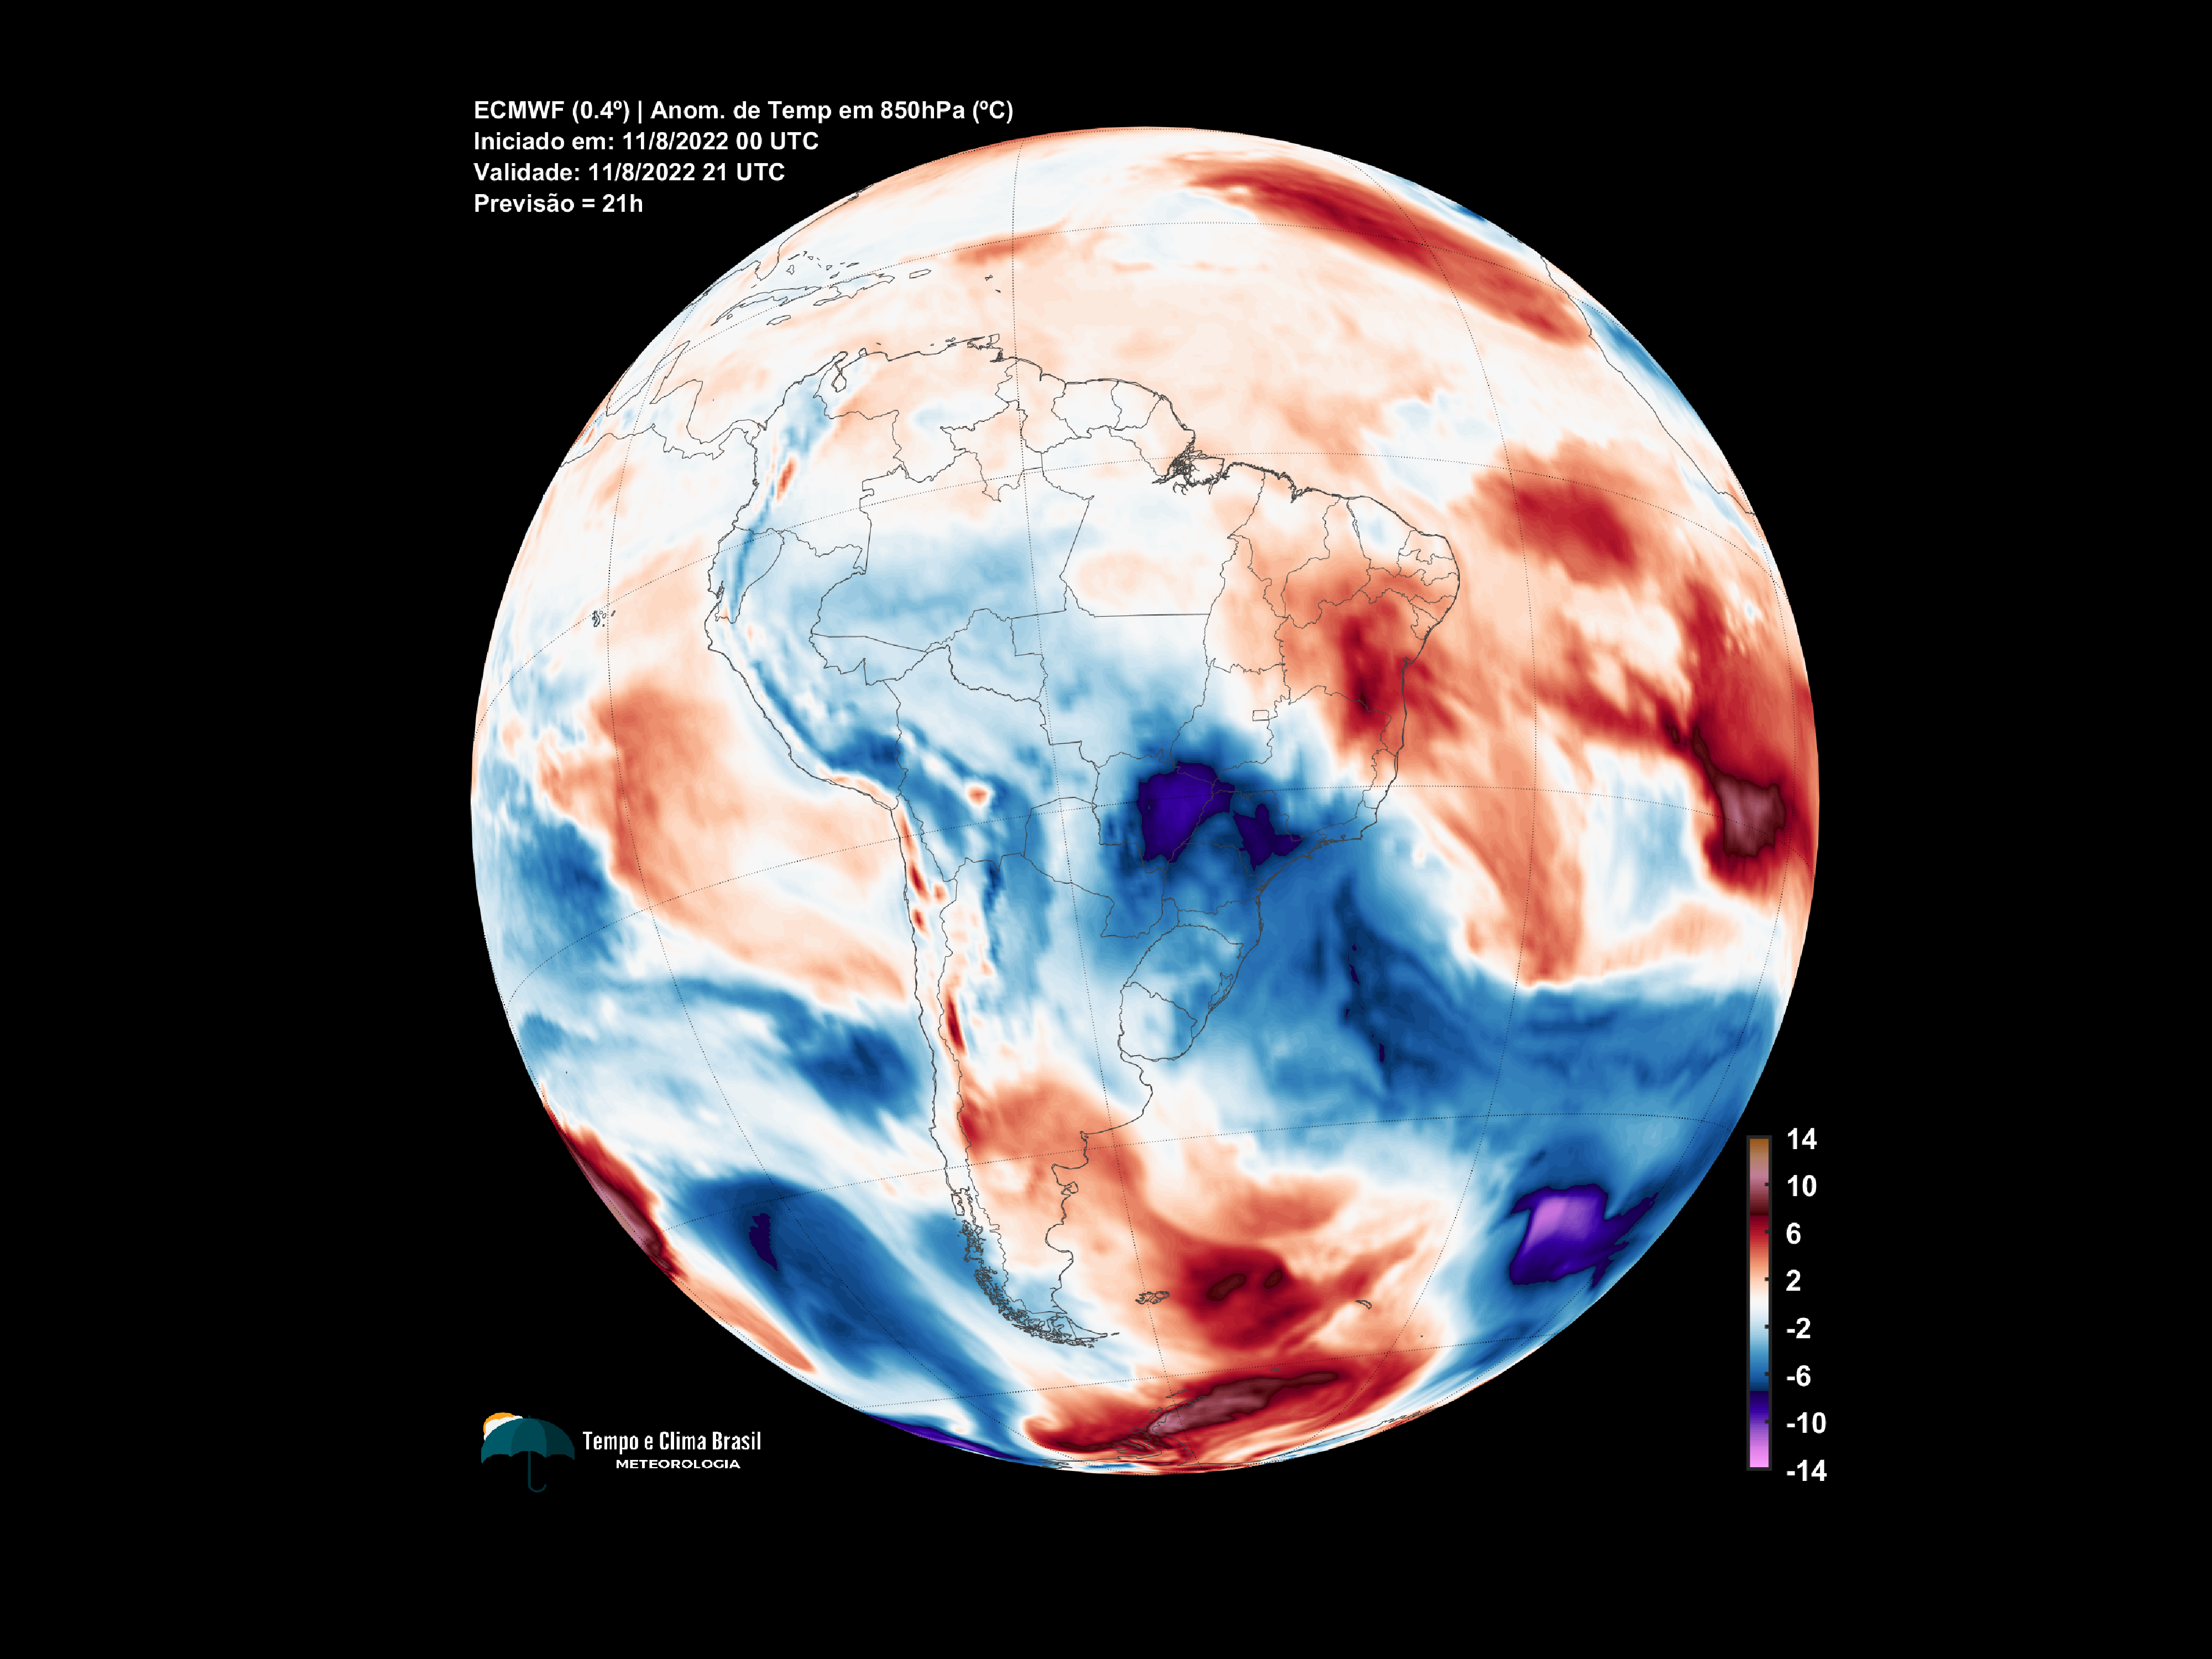 ECMWF (0.4º) | Anom. de Temp em 850hPa (ºC)
Iniciado em: 11/8/2022 00 UTC
Validade: 11/8/2022 21 UTC
Previsão = 21h
14
10
6
2
-2
-6
-10
-14
Tempo e Clima Brasil
METEOROLOGIA